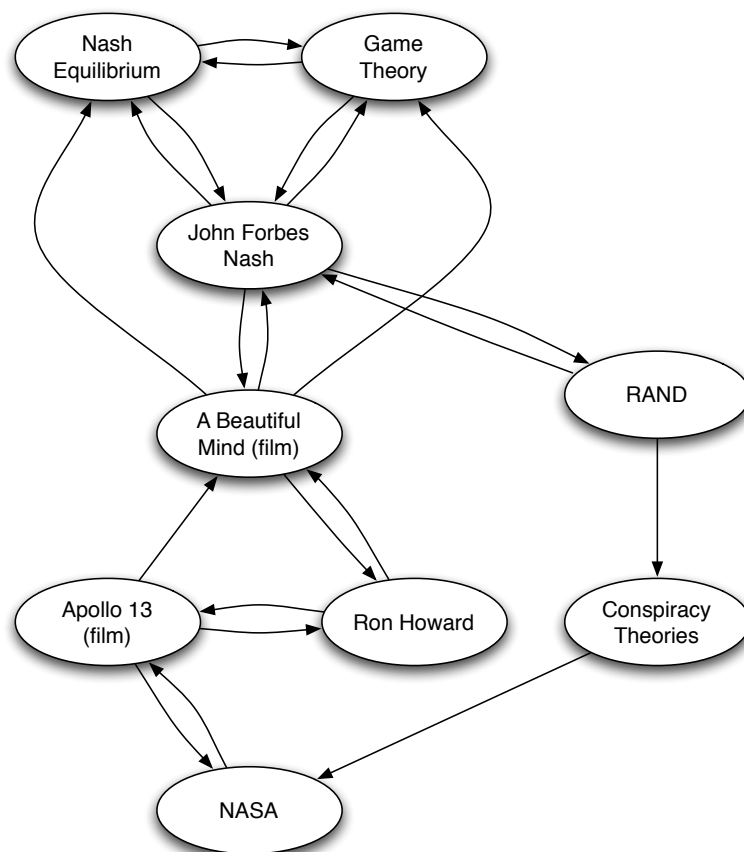 Nash
Equilibrium
Game
Theory
John Forbes
Nash
RAND
A Beautiful
Mind (film)
Apollo 13
(film)
Ron Howard
Conspiracy
Theories
NASA